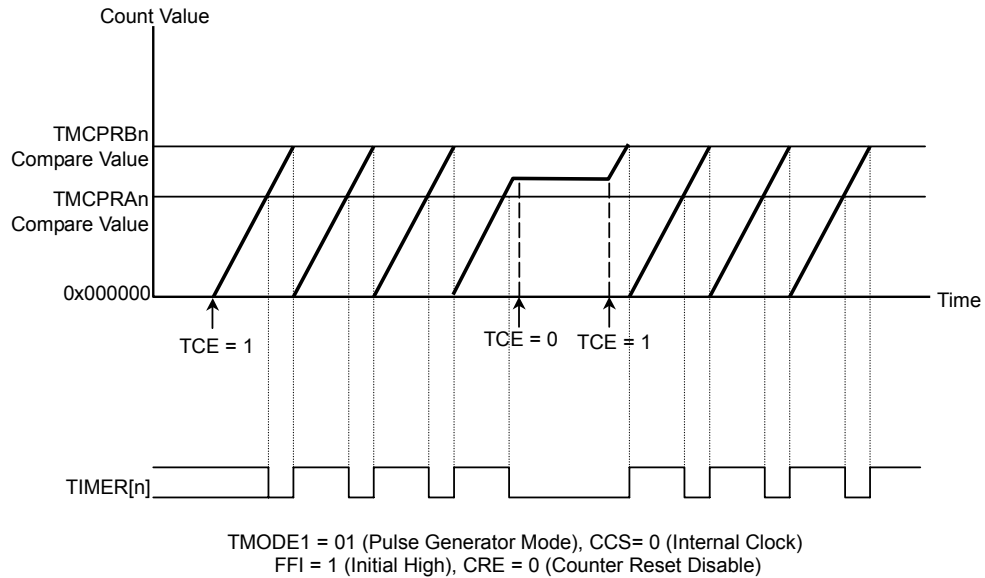 Count Value
TMCPRBn
Compare Value
TMCPRAn
Compare Value
0x000000
Time
TCE = 1
TCE = 0
TCE = 1
TIMER[n]
TMODE1 = 01 (Pulse Generator Mode), CCS= 0 (Internal Clock)
FFI = 1 (Initial High), CRE = 0 (Counter Reset Disable)